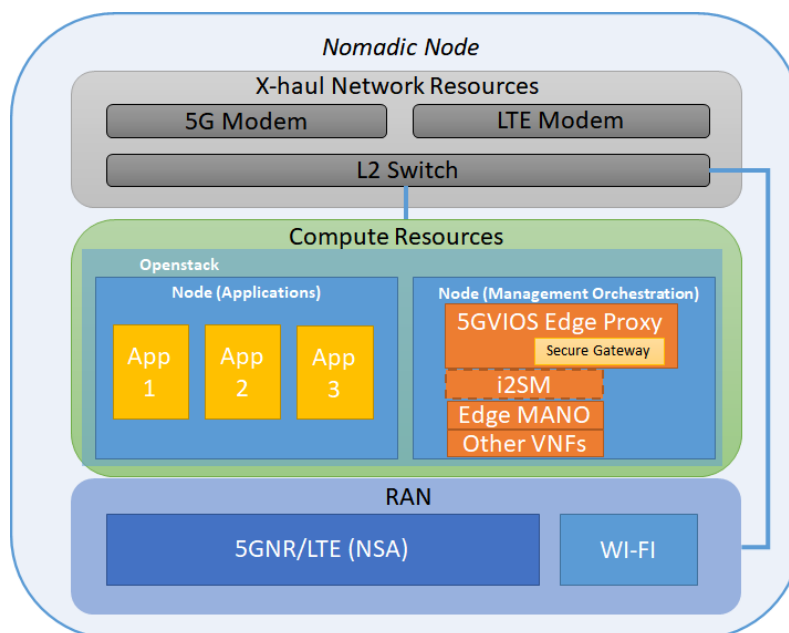 Nomadic Node
X-haul Network Resources
5G Modem
LTE Modem
L2 Switch
Compute Resources
Openstack
Node (Applications)
App
1
App
2
App
3
Node (Management Orchestration)
5GVIOS Edge Proxy
Secure Gateway
i2SM
Edge MANO
Other VNFs
RAN
5GNR/LTE (NSA)
WI-FI